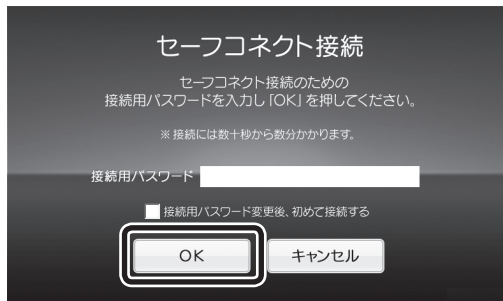 セーフコネクト接続
セーフコネクト接続のための
接続用パスワードを入力し「OK」を押してください。
※接続には数十秒から数分かかります。
接続用パスワード
接続用パスワード変更後、初めて接続する
OK キャンセル